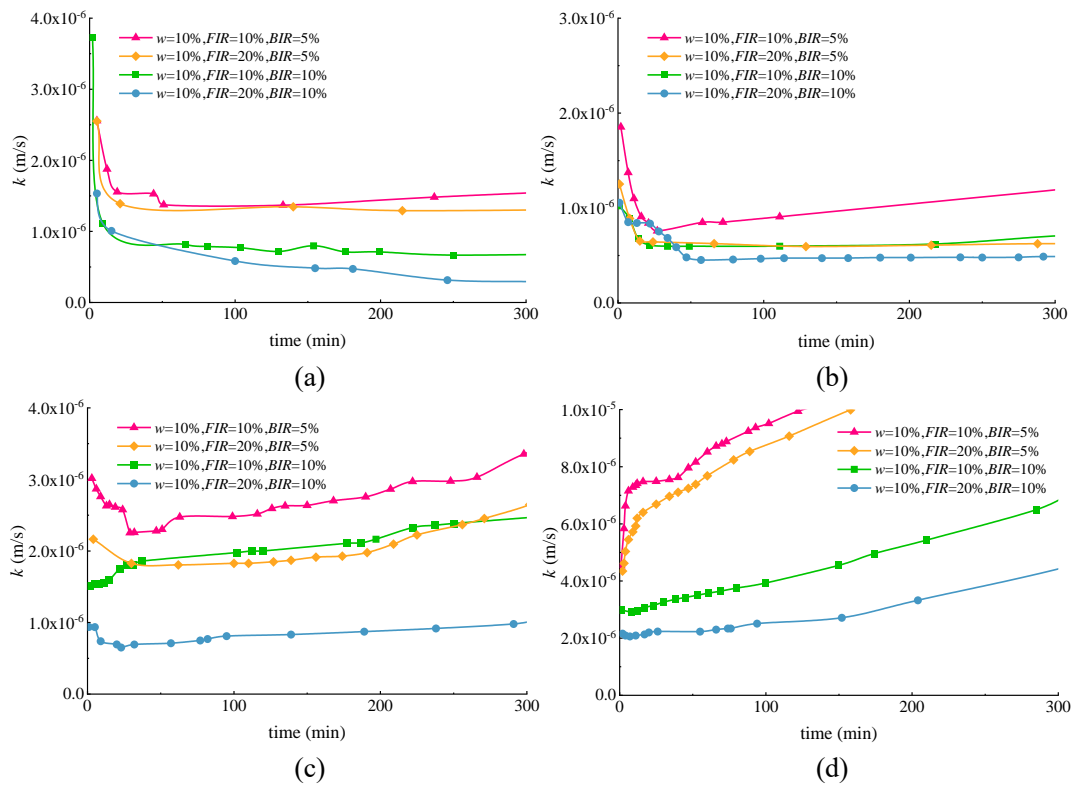 4.0x10⁻⁶
3.0x10⁻⁶
2.0x10⁻⁶
1.0x10⁻⁶
0.0
k (m/s)
w=10%,FIR=10%,BIR=5%
w=10%,FIR=20%,BIR=5%
w=10%,FIR=10%,BIR=10%
w=10%,FIR=20%,BIR=10%
0 100 200 300
time (min)
(a)
3.0x10⁻⁶
2.0x10⁻⁶
1.0x10⁻⁶
0.0
k (m/s)
w=10%,FIR=10%,BIR=5%
w=10%,FIR=20%,BIR=5%
w=10%,FIR=10%,BIR=10%
w=10%,FIR=20%,BIR=10%
0 100 200 300
time (min)
(b)
4.0x10⁻⁶
3.0x10⁻⁶
2.0x10⁻⁶
1.0x10⁻⁶
0.0
k (m/s)
w=10%,FIR=10%,BIR=5%
w=10%,FIR=20%,BIR=5%
w=10%,FIR=10%,BIR=10%
w=10%,FIR=20%,BIR=10%
0 100 200 300
time (min)
(c)
1.0x10⁻⁵
8.0x10⁻⁶
6.0x10⁻⁶
4.0x10⁻⁶
2.0x10⁻⁶
0.0
k (m/s)
w=10%,FIR=10%,BIR=5%
w=10%,FIR=20%,BIR=5%
w=10%,FIR=10%,BIR=10%
w=10%,FIR=20%,BIR=10%
0 100 200 300
time (min)
(d)